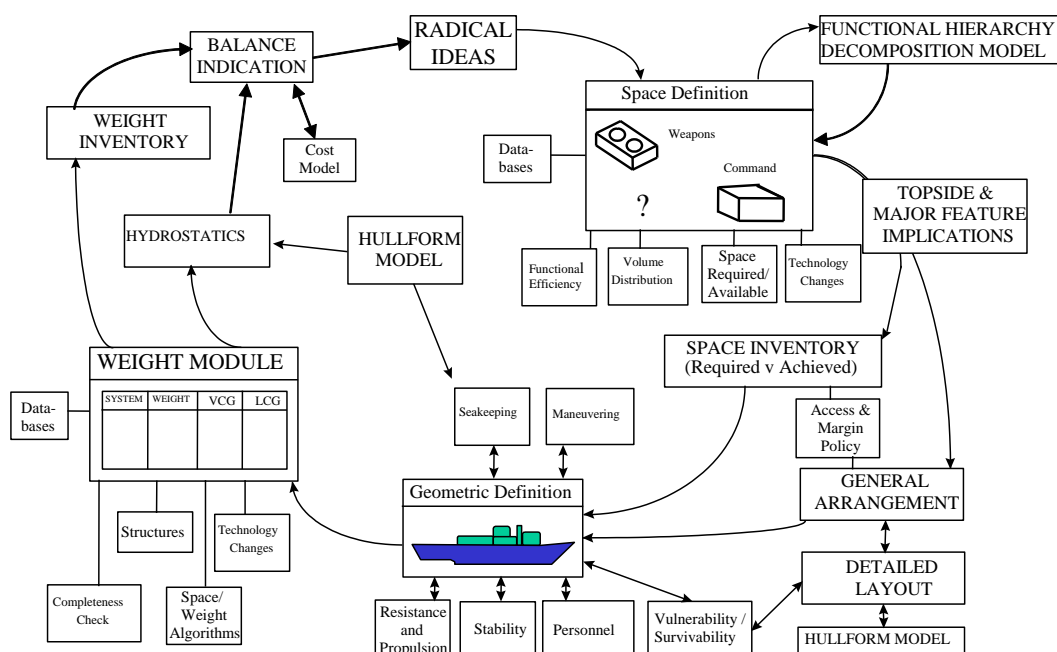 RADICAL
IDEAS
FUNCTIONAL HIERARCHY
DECOMPOSITION MODEL
BALANCE
INDICATION
Space Definition
Weapons
Command
?
WEIGHT
INVENTORY
Cost
Model
Data-
bases
TOPSIDE &
MAJOR FEATURE
IMPLICATIONS
HYDROSTATICS
HULLFORM
MODEL
Functional
Efficiency
Volume
Distribution
Space
Required/
Available
Technology
Changes
WEIGHT MODULE
SYSTEM WEIGHT VCG LCG
Data-
bases
SPACE INVENTORY
(Required v Achieved)
Seakeeping
Maneuvering
Access &
Margin
Policy
GENERAL
ARRANGEMENT
Geometric Definition
Structures
Technology
Changes
Completeness
Check
Space/
Weight
Algorithms
DETAILED
LAYOUT
Resistance
and
Propulsion
Stability
Personnel
Vulnerability /
Survivability
HULLFORM MODEL